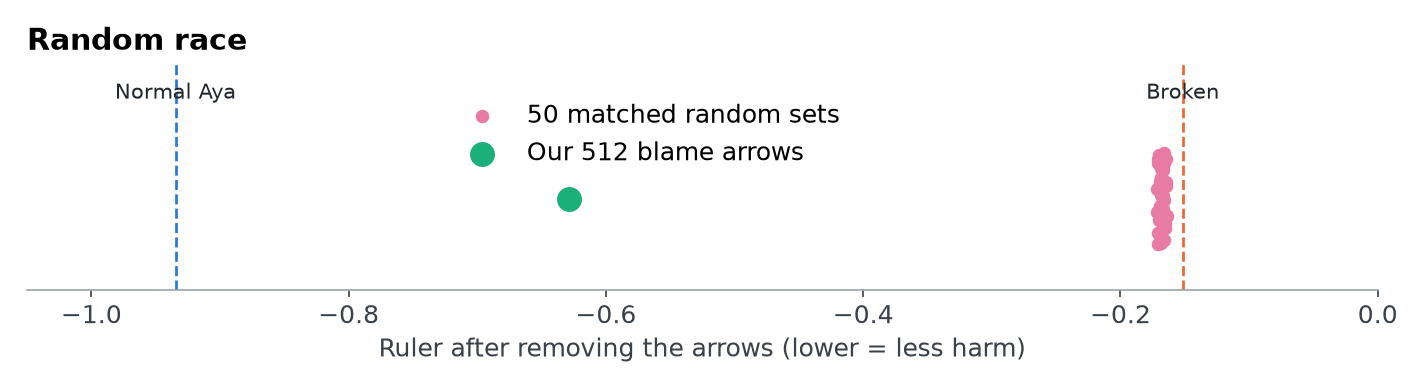 Random race
Normal Aya
Broken
50 matched random sets
Our 512 blame arrows
−1.0 −0.8 −0.6 −0.4 −0.2 0.0
Ruler after removing the arrows (lower = less harm)